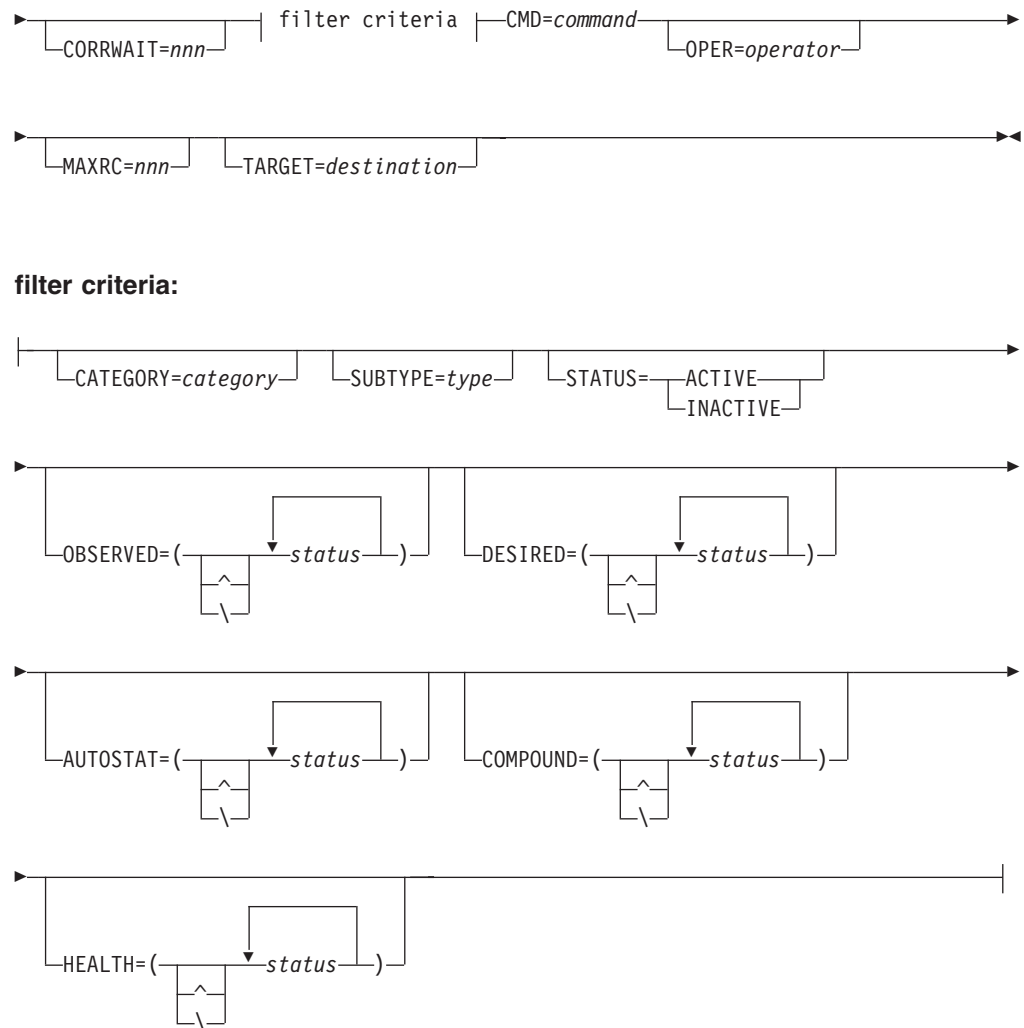 filter criteria CMD=command
CORRWAIT=nnn OPER=operator
MAXRC=nnn TARGET=destination
filter criteria:
CATEGORY=category SUBTYPE=type STATUS= ACTIVE
INACTIVE
OBSERVED=( status ) DESIRED=( status )
^ ^
\ \
AUTOSTAT=( status ) COMPOUND=( status )
^ ^
\ \
HEALTH=( status )
^
\